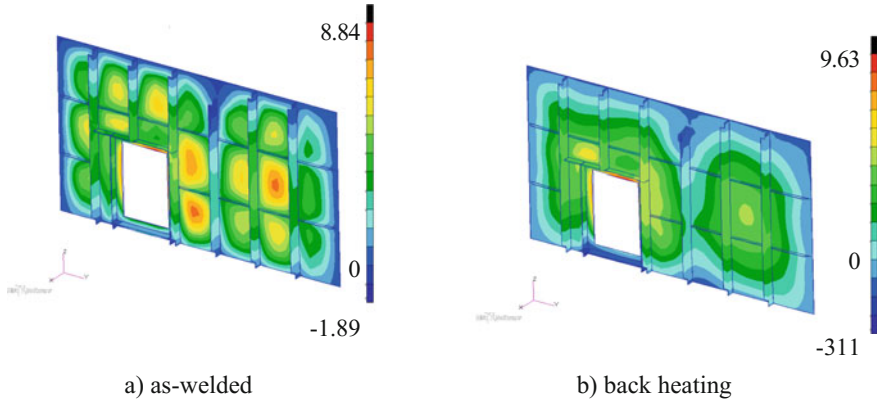 8.84
0
-1.89
Z
X
Y
a) as-welded
9.63
0
-311
Z
X
Y
b) back heating